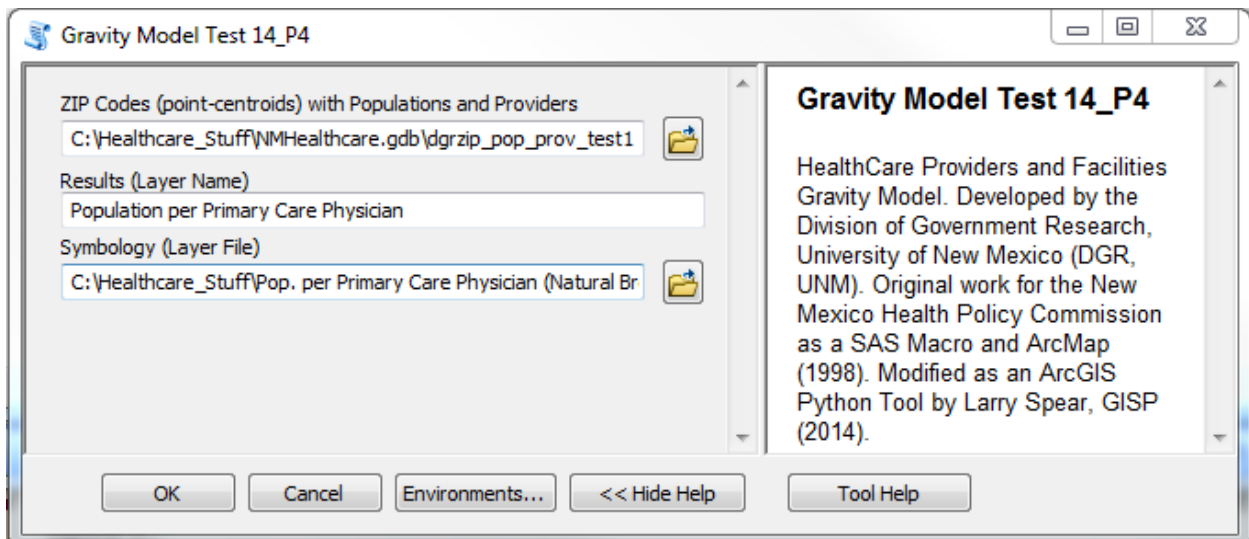 Gravity Model Test 14_P4
ZIP Codes (point-centroids) with Populations and Providers
C:\Healthcare_Stuff\NMHealthcare.gdb\dgrzip_pop_prov_test1
Results (Layer Name)
Population per Primary Care Physician
Symbology (Layer File)
C:\Healthcare_Stuff\Pop. per Primary Care Physician (Natural Br
Gravity Model Test 14_P4
HealthCare Providers and Facilities
Gravity Model. Developed by the
Division of Government Research,
University of New Mexico (DGR,
UNM). Original work for the New
Mexico Health Policy Commission
as a SAS Macro and ArcMap
(1998). Modified as an ArcGIS
Python Tool by Larry Spear, GISP
(2014).
OK Cancel Environments... << Hide Help Tool Help